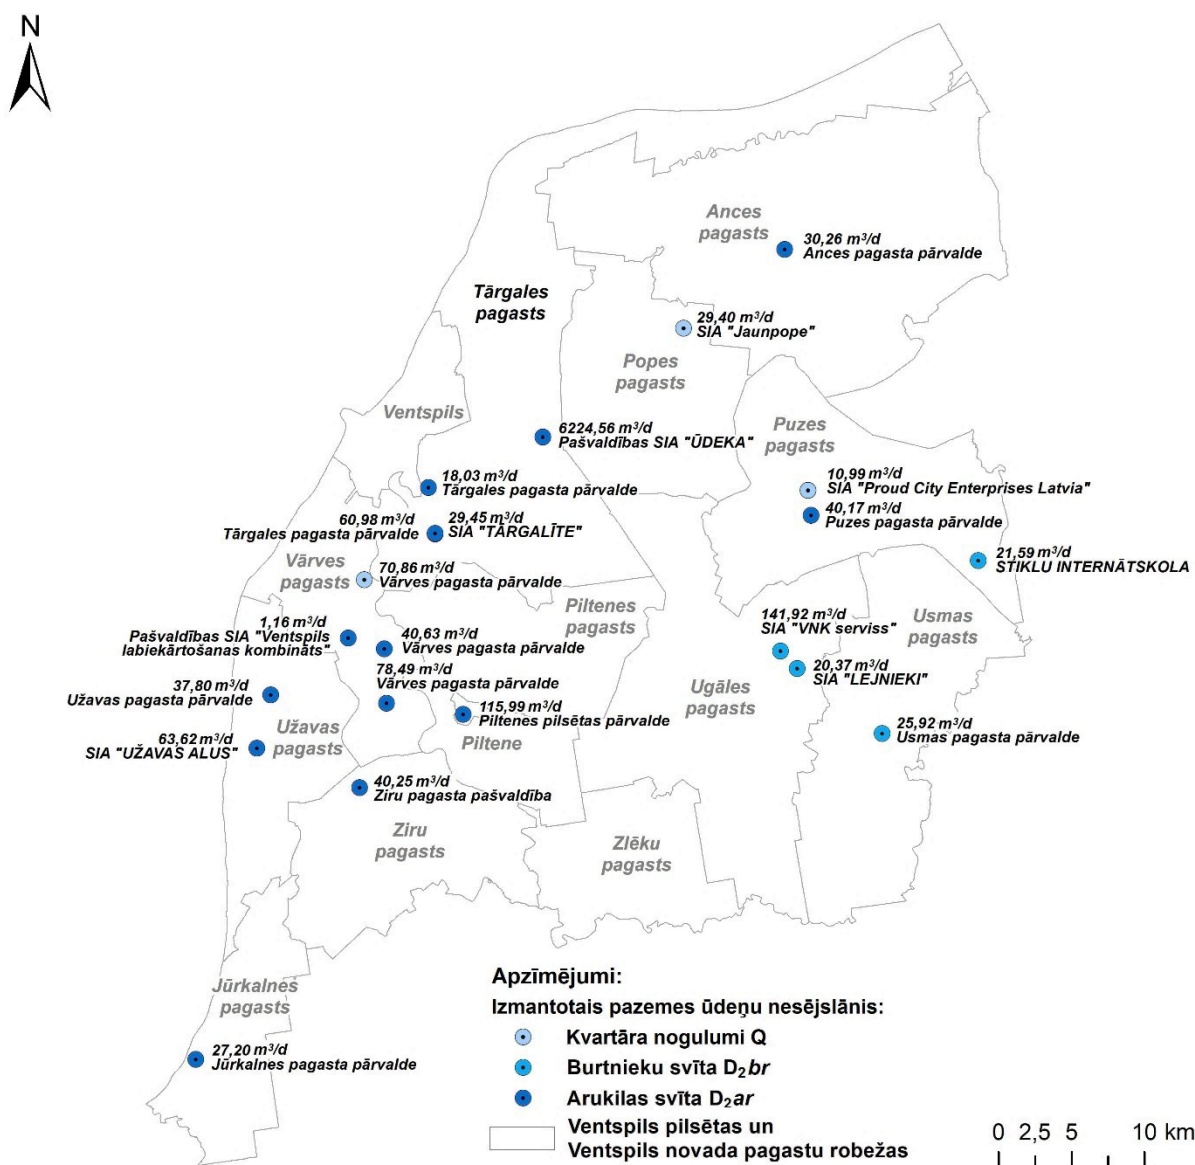 N
Ances
pagasts
30,26 m³/d
Ances pagasta pārvalde
Tārgales
pagasts
29,40 m³/d
SIA "Jaunpope"
Popes
pagasts
Ventspils
Puzes
pagasts
6224,56 m³/d
Pašvaldības SIA "ŪDEKA"
10,99 m³/d
SIA "Proud City Enterprises Latvia"
18,03 m³/d
Tārgales pagasta pārvalde
40,17 m³/d
Puzes pagasta pārvalde
60,98 m³/d
Tārgales pagasta pārvalde
29,45 m³/d
SIA "TĀRGALĪTE"
21,59 m³/d
STIKLU INTERNĀTSKOLA
Vārves
pagasts
70,86 m³/d
Vārves pagasta pārvalde
Piltenes
pagasts
Usmas
pagasts
141,92 m³/d
SIA "VNK serviss"
1,16 m³/d
Pašvaldības SIA "Ventspils
labiekārtošanas kombināts"
40,63 m³/d
Vārves pagasta pārvalde
20,37 m³/d
SIA "LEJNIEKI"
78,49 m³/d
Vārves pagasta pārvalde
37,80 m³/d
Užavas pagasta pārvalde
Ugāles
pagasts
115,99 m³/d
Piltenes pilsētas pārvalde
25,92 m³/d
Usmas pagasta pārvalde
Užavas
pagasts
Piltene
63,62 m³/d
SIA "UŽAVAS ALUS"
40,25 m³/d
Ziru pagasta pašvaldība
Ziru
pagasts
Zlēku
pagasts
Jūrkalnes
pagasts
27,20 m³/d
Jūrkalnes pagasta pārvalde
Apzīmējumi:
Izmantotais pazemes ūdeņu nesējslānis:
Kvartāra nogulumi Q
Burtnieku svīta D₂br
Arukilas svīta D₂ar
Ventspils pilsētas un
Ventspils novada pagastu robežas
0 2,5 5 10 km